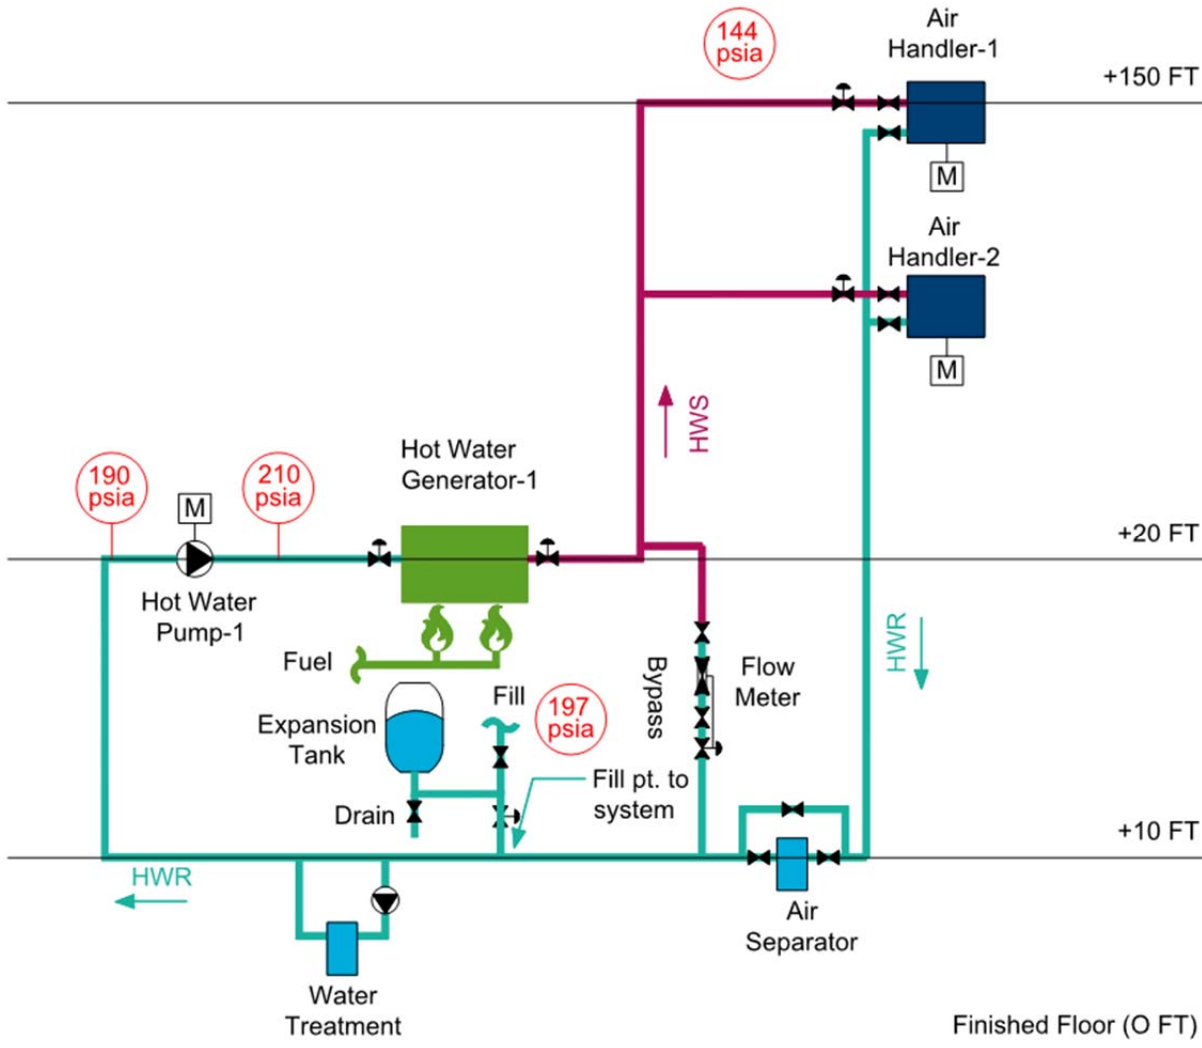 144
psia
Air
Handler-1
+150 FT
M
Air
Handler-2
M
HWS
Hot Water
Generator-1
190
psia
210
psia
M
+20 FT
Hot Water
Pump-1
HWR
Fuel
Bypass
Flow
Meter
Fill
197
psia
Expansion
Tank
Fill pt. to
system
Drain
+10 FT
HWR
Air
Separator
Water
Treatment
Finished Floor (O FT)